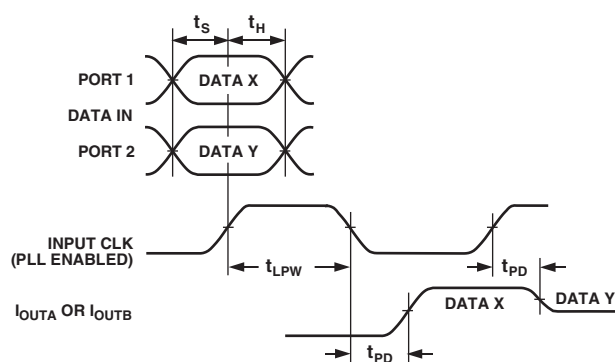 tS tH
PORT 1
DATA X
DATA IN
PORT 2
DATA Y
INPUT CLK
(PLL ENABLED)
tLPW
tPD
IOUTA OR IOUTB
DATA X
DATA Y
tPD